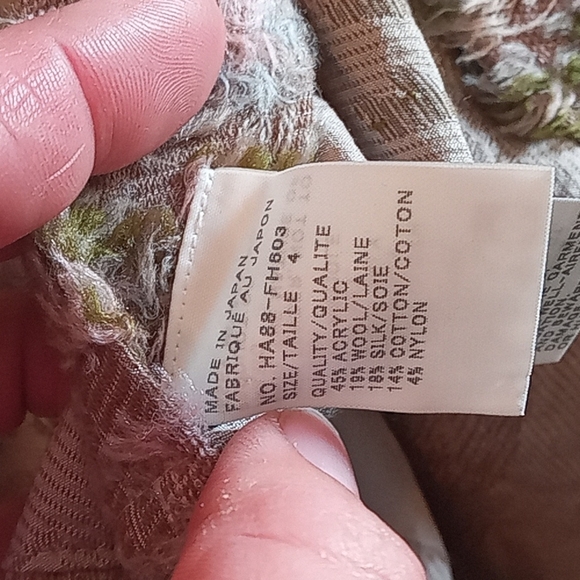 MADE IN JAPAN
FABRIQUÉ AU JAPON
NO. HA88-FH603
SIZE/TAILLE 4
QUALITY/QUALITE
45% ACRYLIC
19% WOOL/LAINE
18% SILK/SOIE
14% COTTON/COTON
4% NYLON